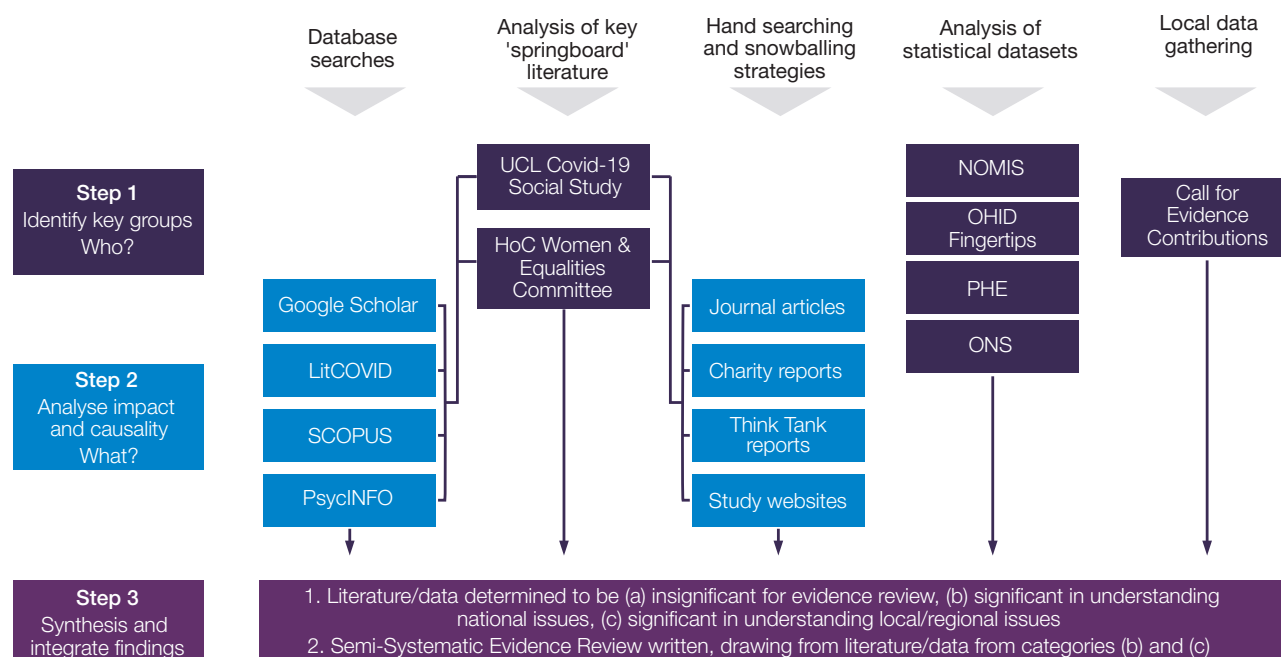 Database
searches
Analysis of key
'springboard'
literature
Hand searching
and snowballing
strategies
Analysis of
statistical datasets
Local data
gathering
Step 1
Identify key groups
Who?
UCL Covid-19
Social Study
HoC Women &
Equalities
Committee
NOMIS
OHID
Fingertips
PHE
ONS
Call for
Evidence
Contributions
Step 2
Analyse impact
and causality
What?
Google Scholar
LitCOVID
SCOPUS
PsycINFO
Journal articles
Charity reports
Think Tank
reports
Study websites
Step 3
Synthesis and
integrate findings
1. Literature/data determined to be (a) insignificant for evidence review, (b) significant in understanding
national issues, (c) significant in understanding local/regional issues
2. Semi-Systematic Evidence Review written, drawing from literature/data from categories (b) and (c)